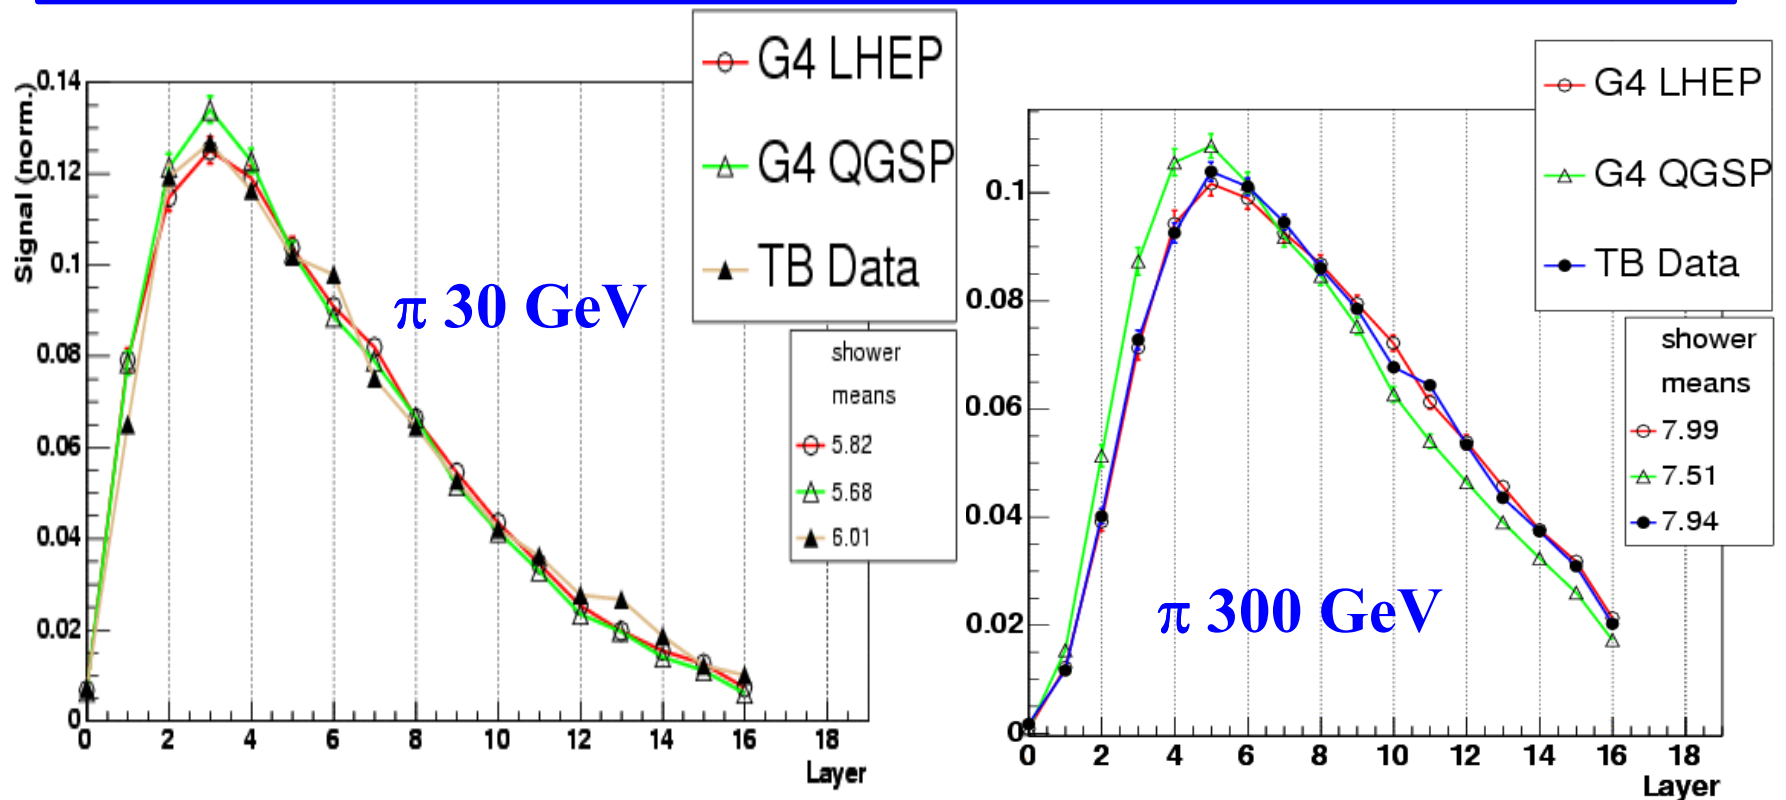 G4 LHEP
G4 QGSP
TB Data
Signal (norm.)
0.14
0.12
0.1
0.08
0.06
0.04
0.02
0
π 30 GeV
shower
means
5.82
5.68
6.01
0 2 4 6 8 10 12 14 16 18
Layer
G4 LHEP
G4 QGSP
TB Data
0.1
0.08
0.06
0.04
0.02
0
shower
means
7.99
7.51
7.94
π 300 GeV
0 2 4 6 8 10 12 14 16 18
Layer